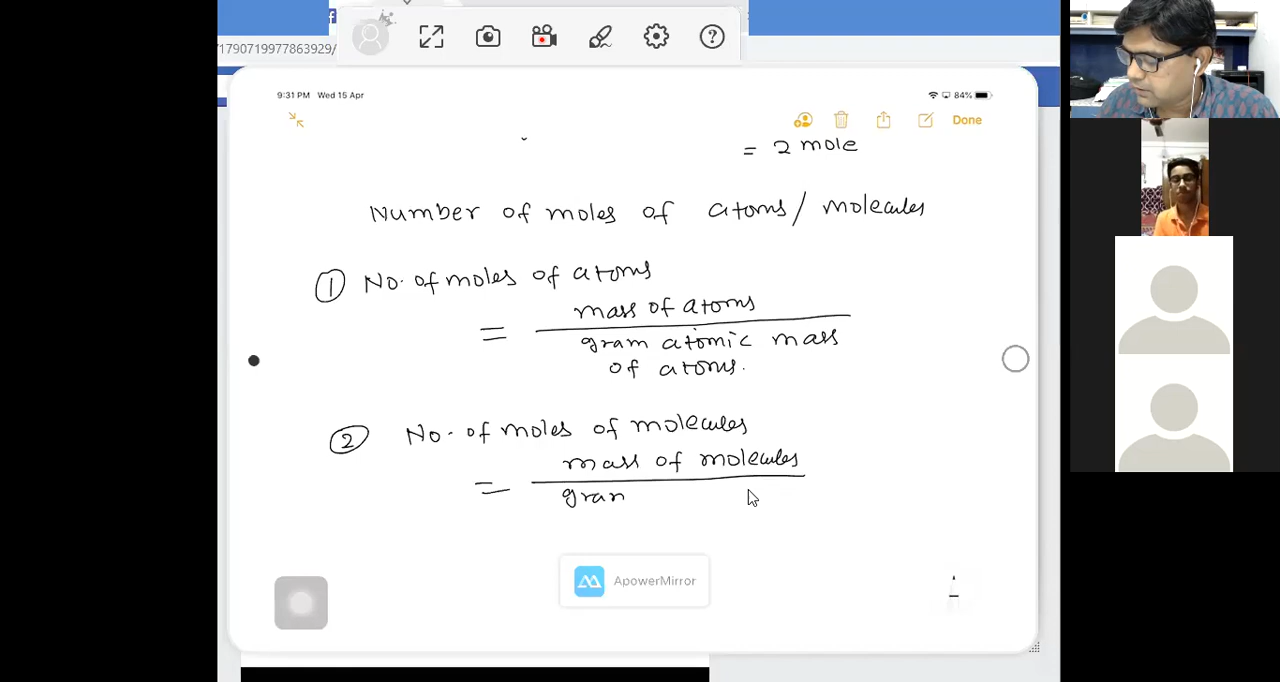 1790719977863929/
9:31 PM Wed 15 Apr
84%
Done
= 2 mole
Number of moles of atoms/ molecules
1 No. of moles of atoms
= mass of atoms
gram atomic mass
of atoms.
2 No. of moles of molecules
= mass of molecules
gran
ApowerMirror